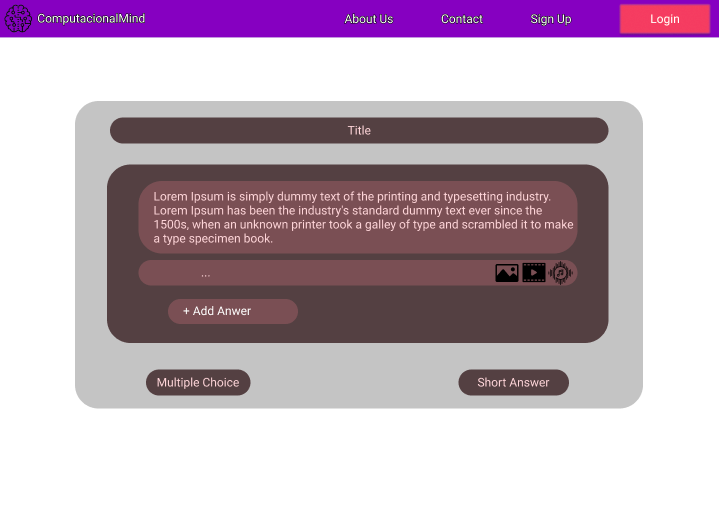 ComputacionalMind
About Us
Contact
Sign Up
Login
Title
Lorem Ipsum is simply dummy text of the printing and typesetting industry.
Lorem Ipsum has been the industry's standard dummy text ever since the
1500s, when an unknown printer took a galley of type and scrambled it to make
a type specimen book.
...
+ Add Anwer
Multiple Choice
Short Answer